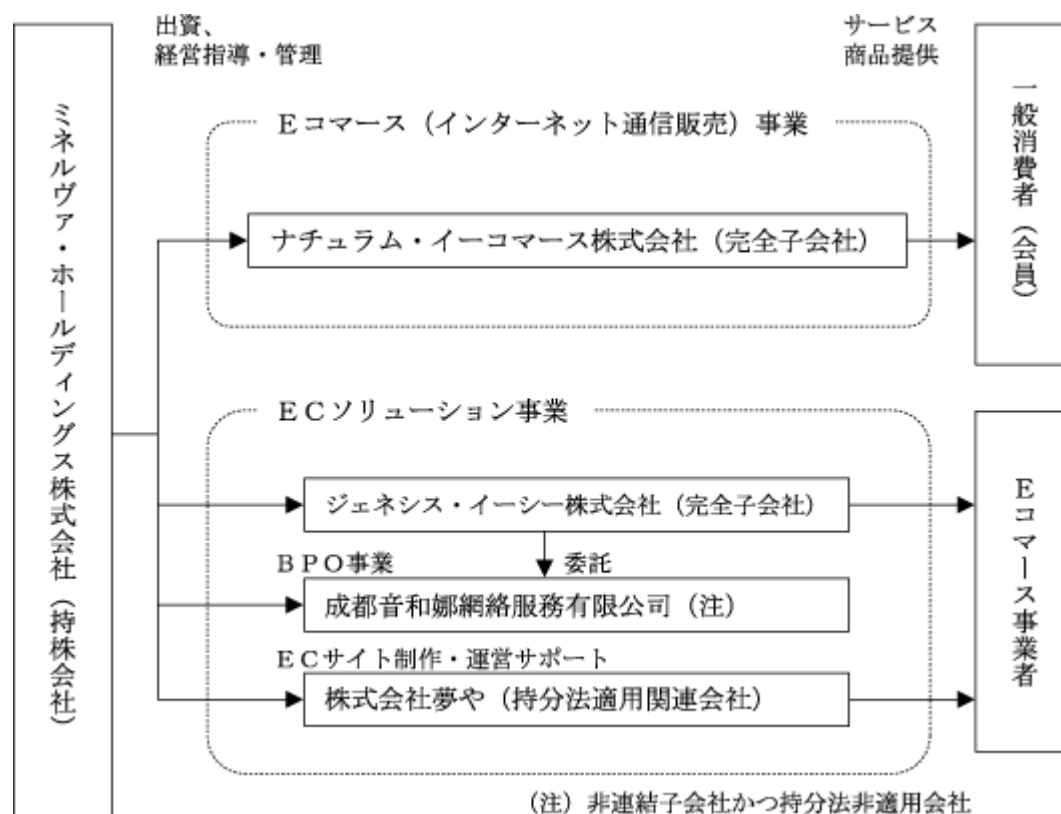 出資、
経営指導・管理
サービス
商品提供
ミネルヴァ・ホールディングス株式会社（持株会社）
Ｅコマース（インターネット通信販売）事業
ナチュラム・イーコマース株式会社（完全子会社）
一般消費者（会員）
ＥＣソリューション事業
ジェネシス・イーシー株式会社（完全子会社）
ＢＰＯ事業
委託
成都音和娜網絡服務有限公司（注）
ＥＣサイト制作・運営サポート
株式会社夢や（持分法適用関連会社）
Ｅコマース事業者
（注）非連結子会社かつ持分法非適用会社